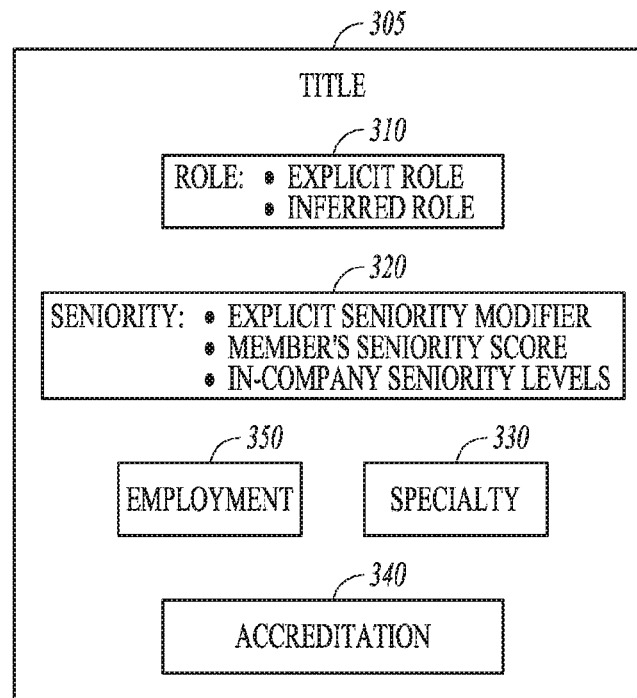 305
TITLE
310
ROLE: • EXPLICIT ROLE
• INFERRED ROLE
320
SENIORITY: • EXPLICIT SENIORITY MODIFIER
• MEMBER'S SENIORITY SCORE
• IN-COMPANY SENIORITY LEVELS
350
EMPLOYMENT
330
SPECIALTY
340
ACCREDITATION